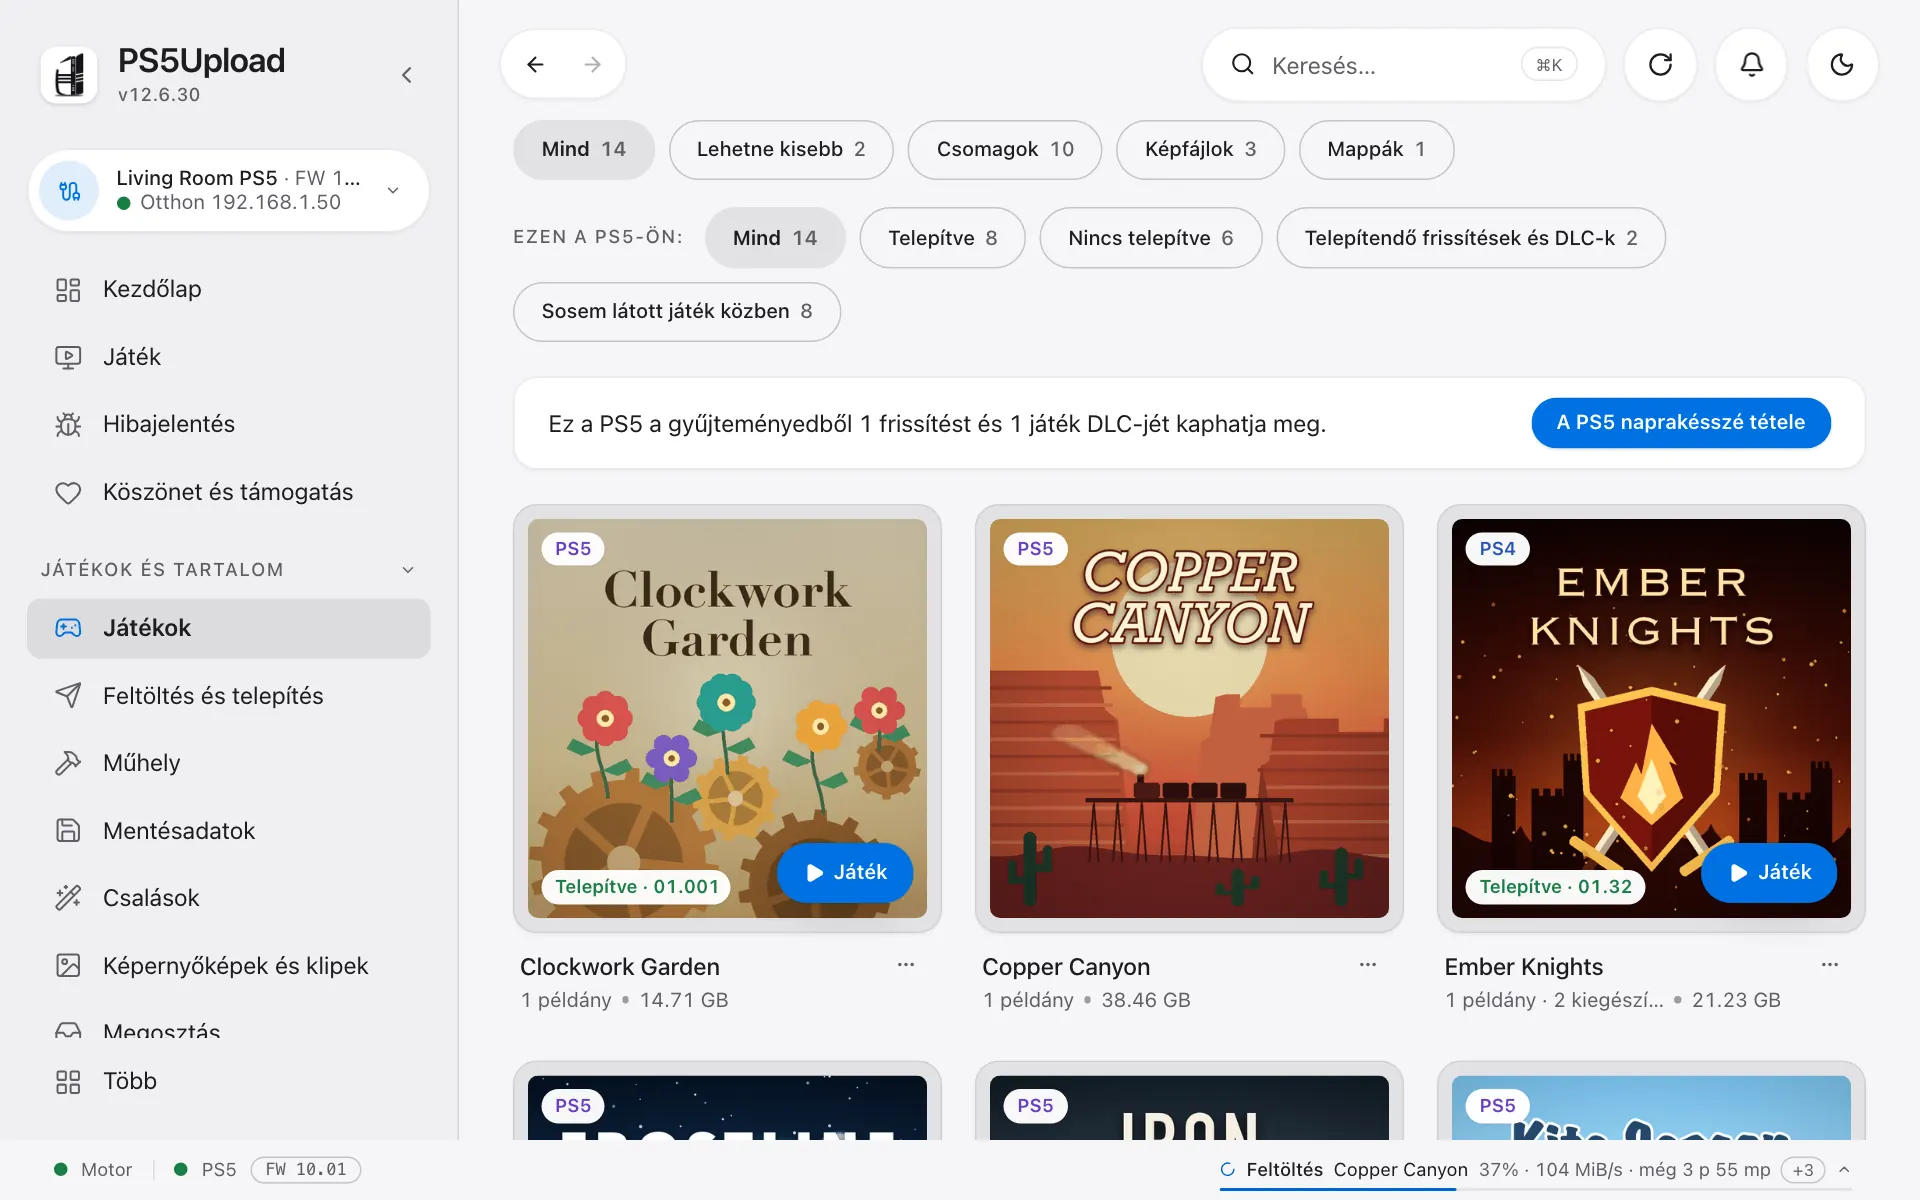 PS5Upload
v12.6.30
Living Room PS5 · FW 1...
Otthon 192.168.1.50
Kezdőlap
Játék
Hibajelentés
Köszönet és támogatás
JÁTÉKOK ÉS TARTALOM
Játékok
Feltöltés és telepítés
Műhely
Mentésadatok
Csalások
Képernyőképek és klipek
Megosztás
Több
Keresés...
⌘K
Mind 14
Lehetne kisebb 2
Csomagok 10
Képfájlok 3
Mappák 1
EZEN A PS5-ÖN:
Mind 14
Telepítve 8
Nincs telepítve 6
Telepítendő frissítések és DLC-k 2
Sosem látott játék közben 8
Ez a PS5 a gyűjteményedből 1 frissítést és 1 játék DLC-jét kaphatja meg.
A PS5 naprakésszé tétele
PS5
Clockwork
Garden
Telepítve · 01.001
Játék
Clockwork Garden
1 példány • 14.71 GB
PS5
COPPER
CANYON
Copper Canyon
1 példány • 38.46 GB
PS4
EMBER
KNIGHTS
Telepítve · 01.32
Játék
Ember Knights
1 példány · 2 kiegészí... • 21.23 GB
PS5
PS5
IRON
PS5
Motor
PS5
FW 10.01
Feltöltés Copper Canyon 37% · 104 MiB/s · még 3 p 55 mp
+3